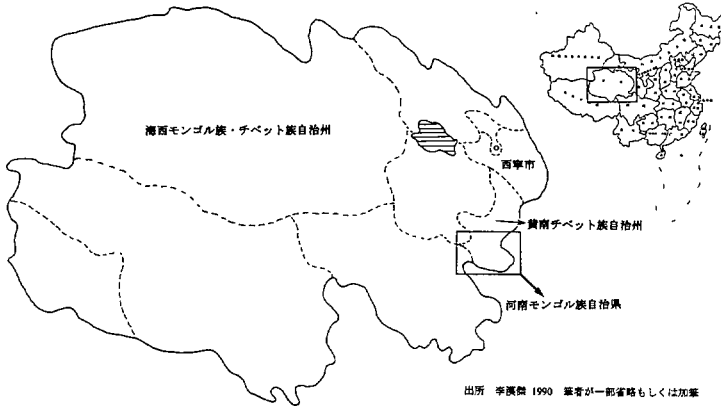 海西モンゴル族・チベット族自治州
西寧市
黄南チベット族自治州
河南モンゴル族自治県
出所 李漢傑 1990 筆者が一部省略もしくは加筆